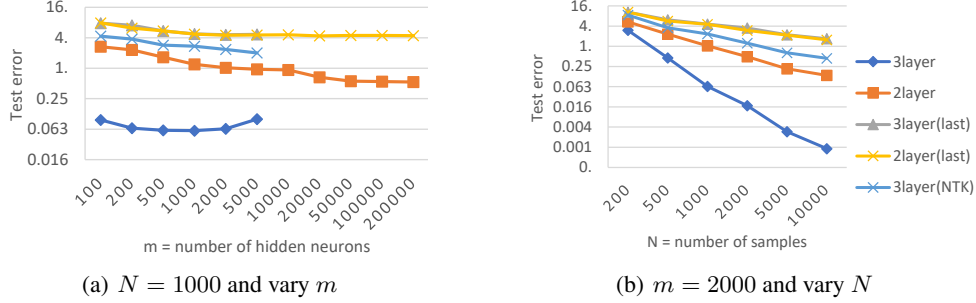 16.
4.
1.
0.25
0.063
0.016
Test error
100 200 500 1000 2000 5000 10000 20000 50000 100000 200000
m = number of hidden neurons
(a) N = 1000 and vary m
16.
4
1
0.25
0.063
0.016
0.004
0.001
0.
Test error
200 500 1000 2000 5000 10000
N = number of samples
3layer
2layer
3layer(last)
2layer(last)
3layer(NTK)
(b) m = 2000 and vary N